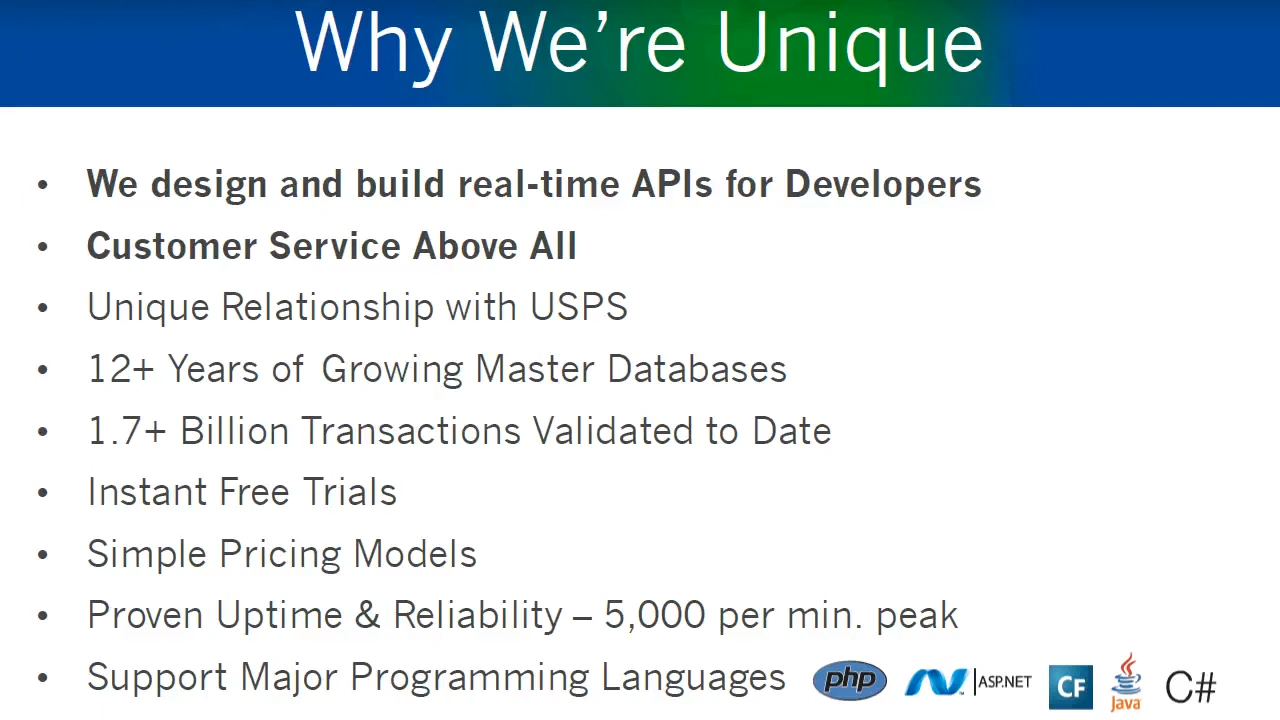 Why We’re Unique
• We design and build real-time APIs for Developers
• Customer Service Above All
• Unique Relationship with USPS
• 12+ Years of Growing Master Databases
• 1.7+ Billion Transactions Validated to Date
• Instant Free Trials
• Simple Pricing Models
• Proven Uptime & Reliability – 5,000 per min. peak
• Support Major Programming Languages php ASP.NET CF Java C#